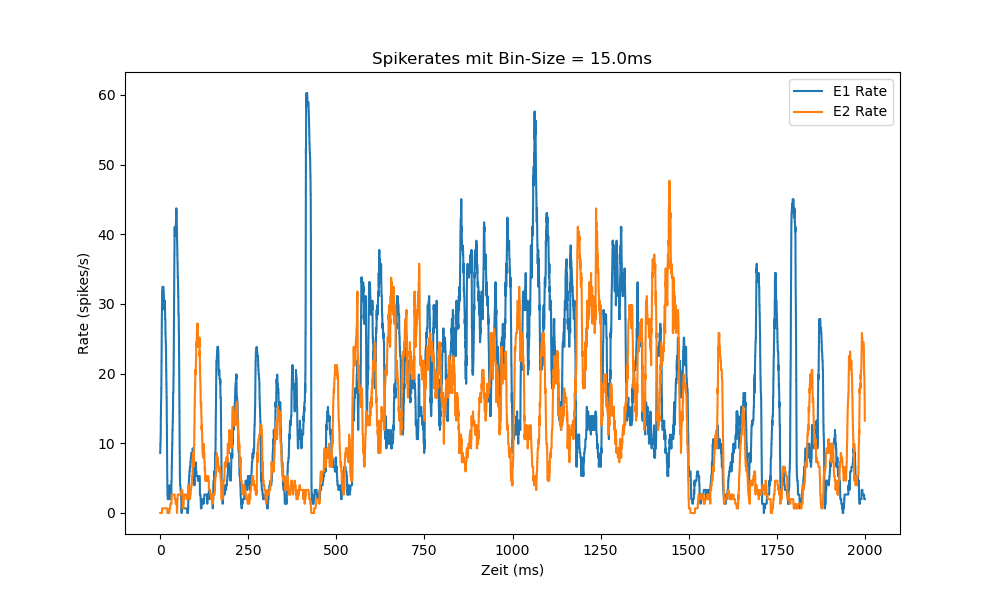 Spikerates mit Bin-Size = 15.0ms
E1 Rate
E2 Rate
60
50
40
30
20
10
0
Rate (spikes/s)
0 250 500 750 1000 1250 1500 1750 2000
Zeit (ms)